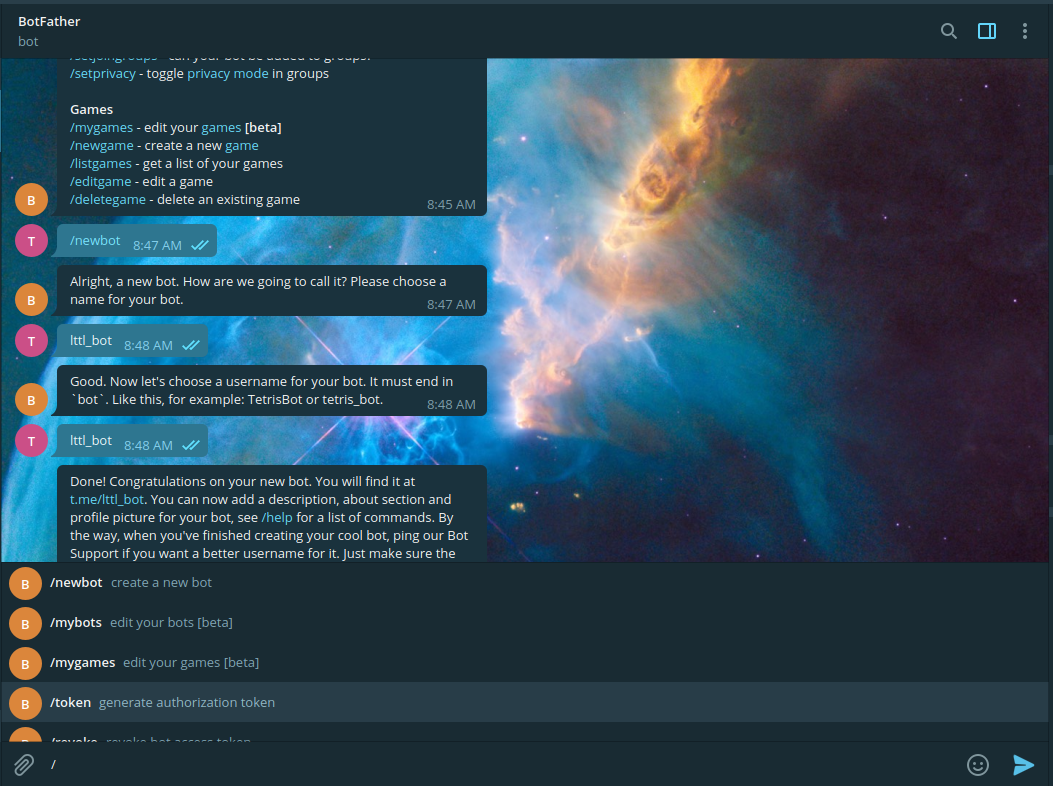 BotFather
bot
/setjoingroups - can your bot be added to groups?
/setprivacy - toggle privacy mode in groups
Games
/mygames - edit your games [beta]
/newgame - create a new game
/listgames - get a list of your games
/editgame - edit a game
/deletegame - delete an existing game
8:45 AM
B
T
/newbot 8:47 AM
Alright, a new bot. How are we going to call it? Please choose a
name for your bot.
8:47 AM
B
T
lttl_bot 8:48 AM
Good. Now let's choose a username for your bot. It must end in
`bot`. Like this, for example: TetrisBot or tetris_bot.
8:48 AM
B
T
lttl_bot 8:48 AM
Done! Congratulations on your new bot. You will find it at
t.me/lttl_bot. You can now add a description, about section and
profile picture for your bot, see /help for a list of commands. By
the way, when you've finished creating your cool bot, ping our Bot
Support if you want a better username for it. Just make sure the
B /newbot create a new bot
B /mybots edit your bots [beta]
B /mygames edit your games [beta]
B /token generate authorization token
/revoke revoke bot access token
/